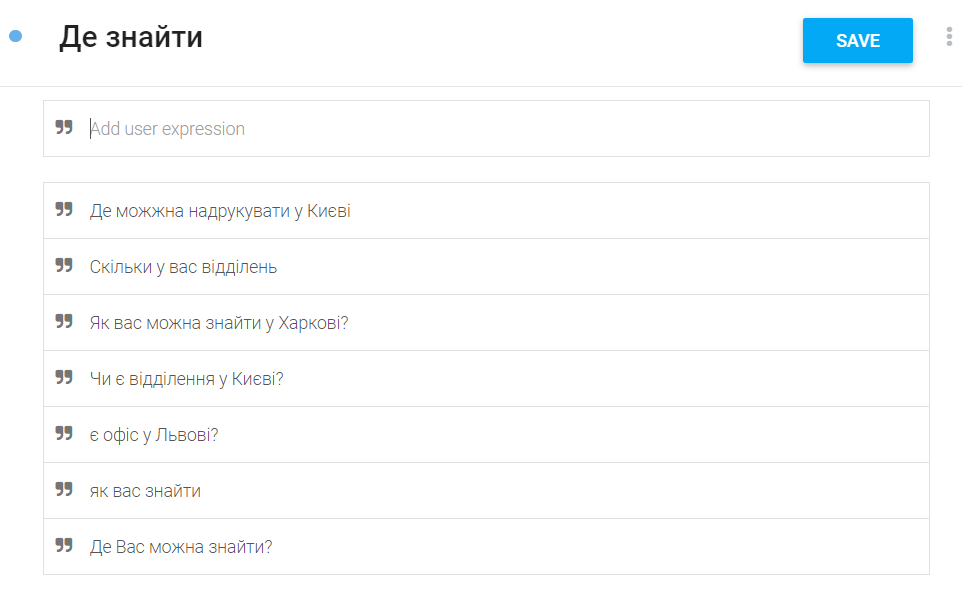 Де знайти
SAVE
Add user expression
Де можжна надрукувати у Києві
Скільки у вас відділень
Як вас можна знайти у Харкові?
Чи є відділення у Києві?
є офіс у Львові?
як вас знайти
Де Вас можна знайти?